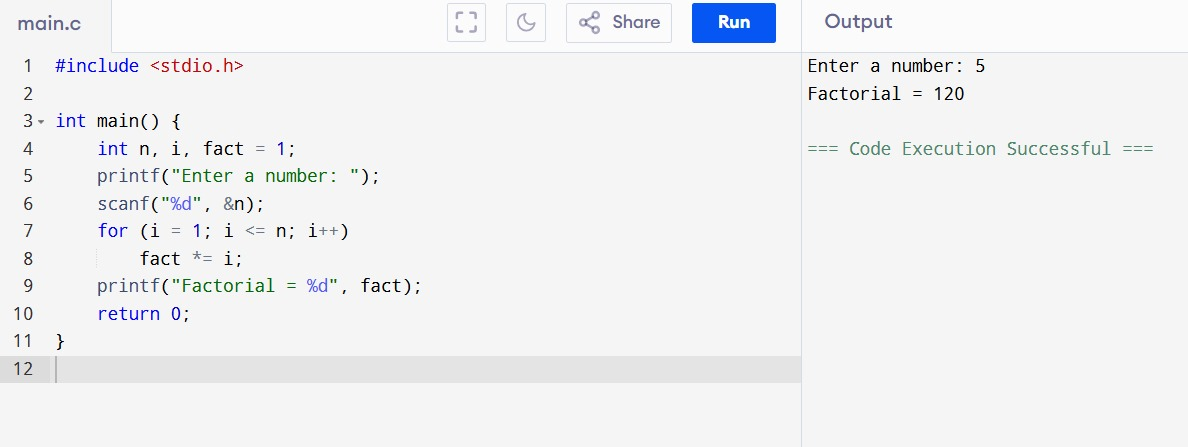 main.c
Share
Run
Output
1 #include <stdio.h>
2
3 int main() {
4     int n, i, fact = 1;
5     printf("Enter a number: ");
6     scanf("%d", &n);
7     for (i = 1; i <= n; i++)
8         fact *= i;
9     printf("Factorial = %d", fact);
10     return 0;
11 }
12
Enter a number: 5
Factorial = 120
=== Code Execution Successful ===